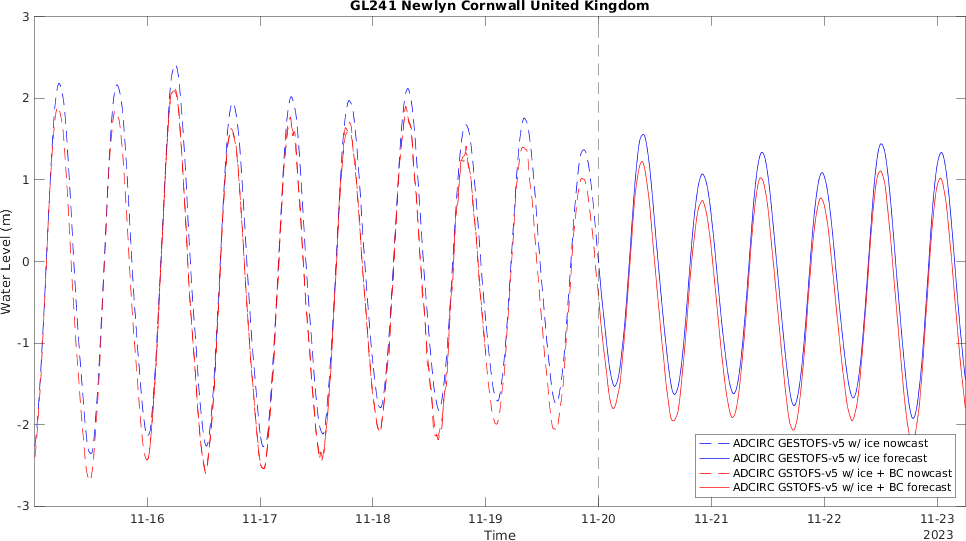 GL241 Newlyn Cornwall United Kingdom
3
2
1
0
-1
-2
-3
Water Level (m)
11-16
11-17
11-18
11-19
11-20
11-21
11-22
11-23
Time
2023
ADCIRC GESTOFS-v5 w/ ice nowcast
ADCIRC GESTOFS-v5 w/ ice forecast
ADCIRC GSTOFS-v5 w/ ice + BC nowcast
ADCIRC GSTOFS-v5 w/ ice + BC forecast